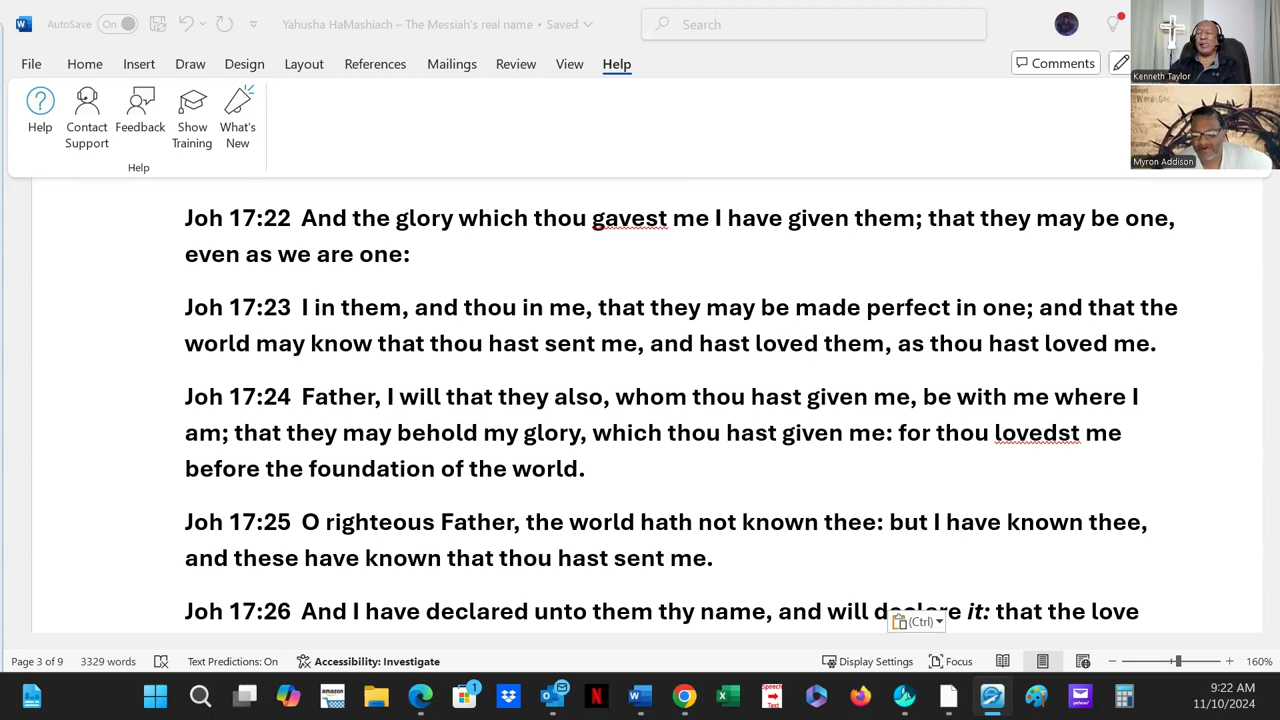 AutoSave On Yahusha HaMashiach – The Messiah's real name • Saved Search
Kenneth Taylor
File Home Insert Draw Design Layout References Mailings Review View Help Comments
Help Contact Support Feedback Show Training What's New
Help
Myron Addison
Joh 17:22 And the glory which thou gavest me I have given them; that they may be one,
even as we are one:
Joh 17:23 I in them, and thou in me, that they may be made perfect in one; and that the
world may know that thou hast sent me, and hast loved them, as thou hast loved me.
Joh 17:24 Father, I will that they also, whom thou hast given me, be with me where I
am; that they may behold my glory, which thou hast given me: for thou lovedst me
before the foundation of the world.
Joh 17:25 O righteous Father, the world hath not known thee: but I have known thee,
and these have known that thou hast sent me.
Joh 17:26 And I have declared unto them thy name, and will declare it: that the love
(Ctrl)
Page 3 of 9 3329 words Text Predictions: On Accessibility: Investigate Display Settings Focus 160%
9:22 AM
11/10/2024